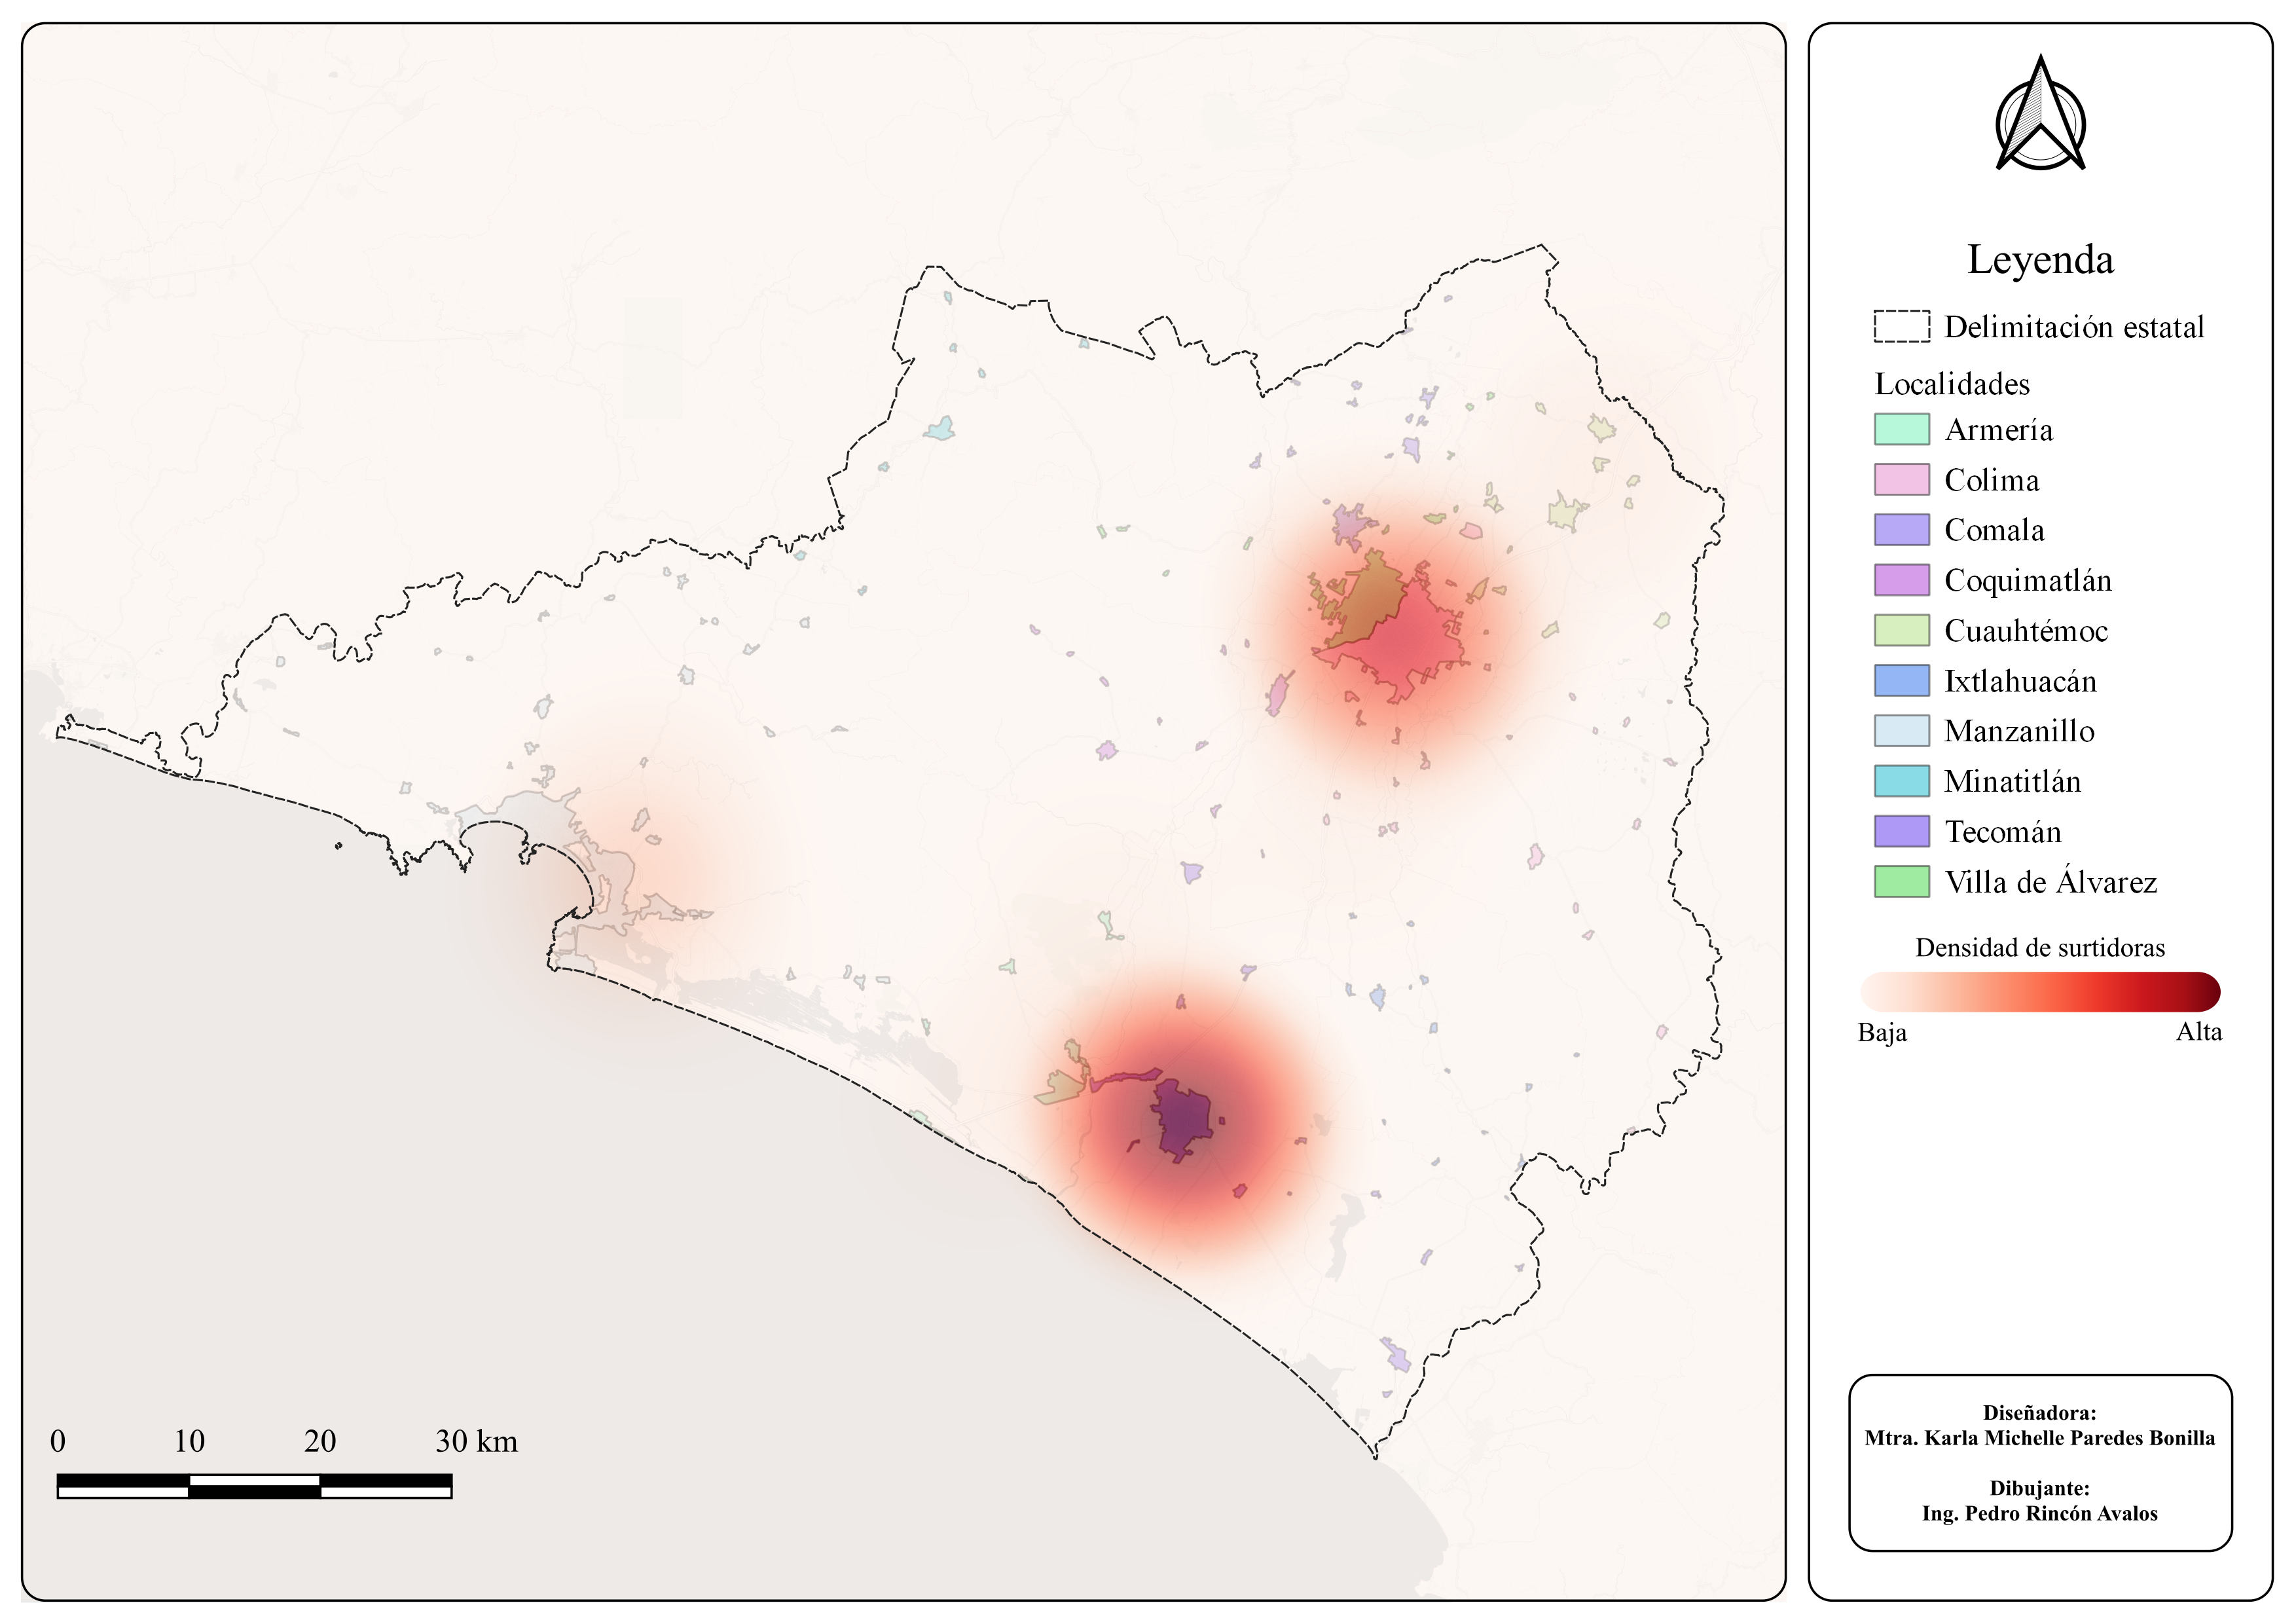 Leyenda
Delimitación estatal
Localidades
Armería
Colima
Comala
Coquimatlán
Cuauhtémoc
Ixtlahuacán
Manzanillo
Minatitlán
Tecomán
Villa de Álvarez
Densidad de surtidoras
Baja Alta
0 10 20 30 km
Diseñadora:
Mtra. Karla Michelle Paredes Bonilla
Dibujante:
Ing. Pedro Rincón Avalos